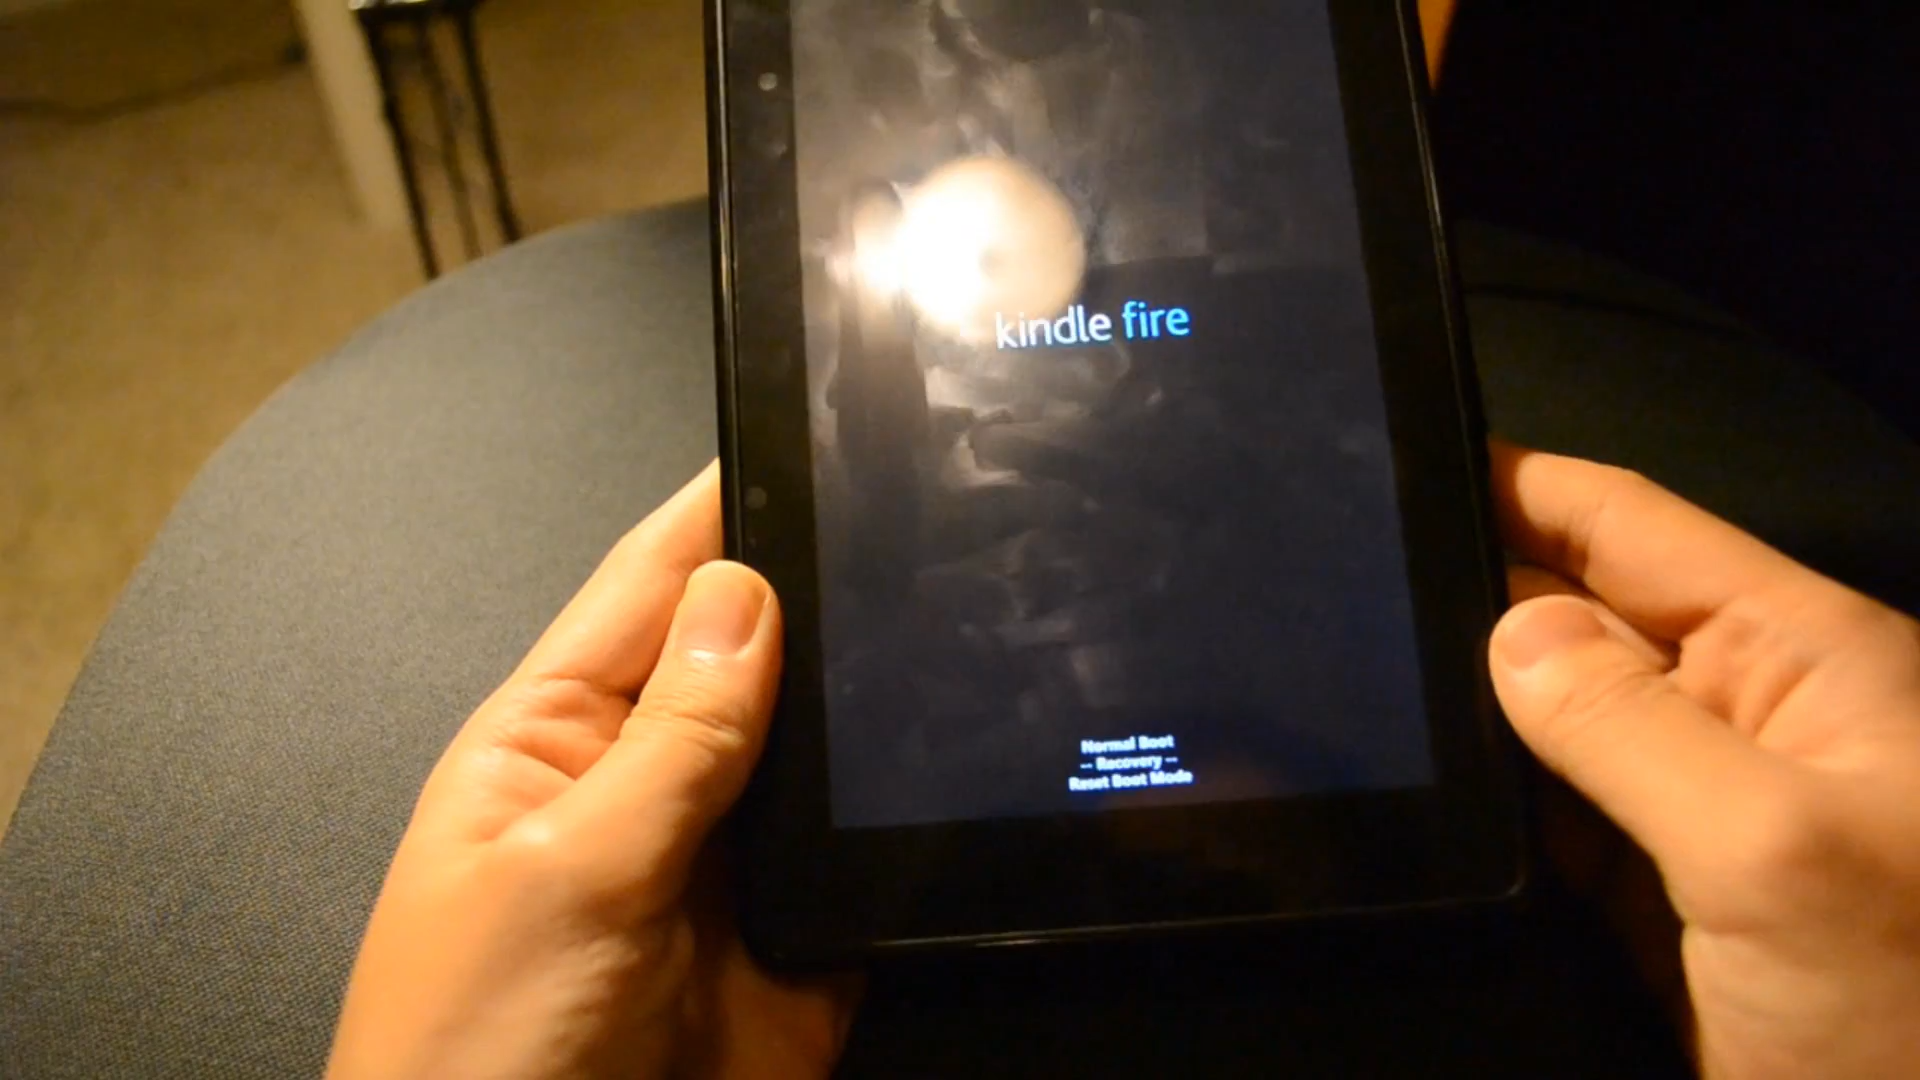 kindle fire
Normal Boot
-- Recovery --
Reset Boot Mode